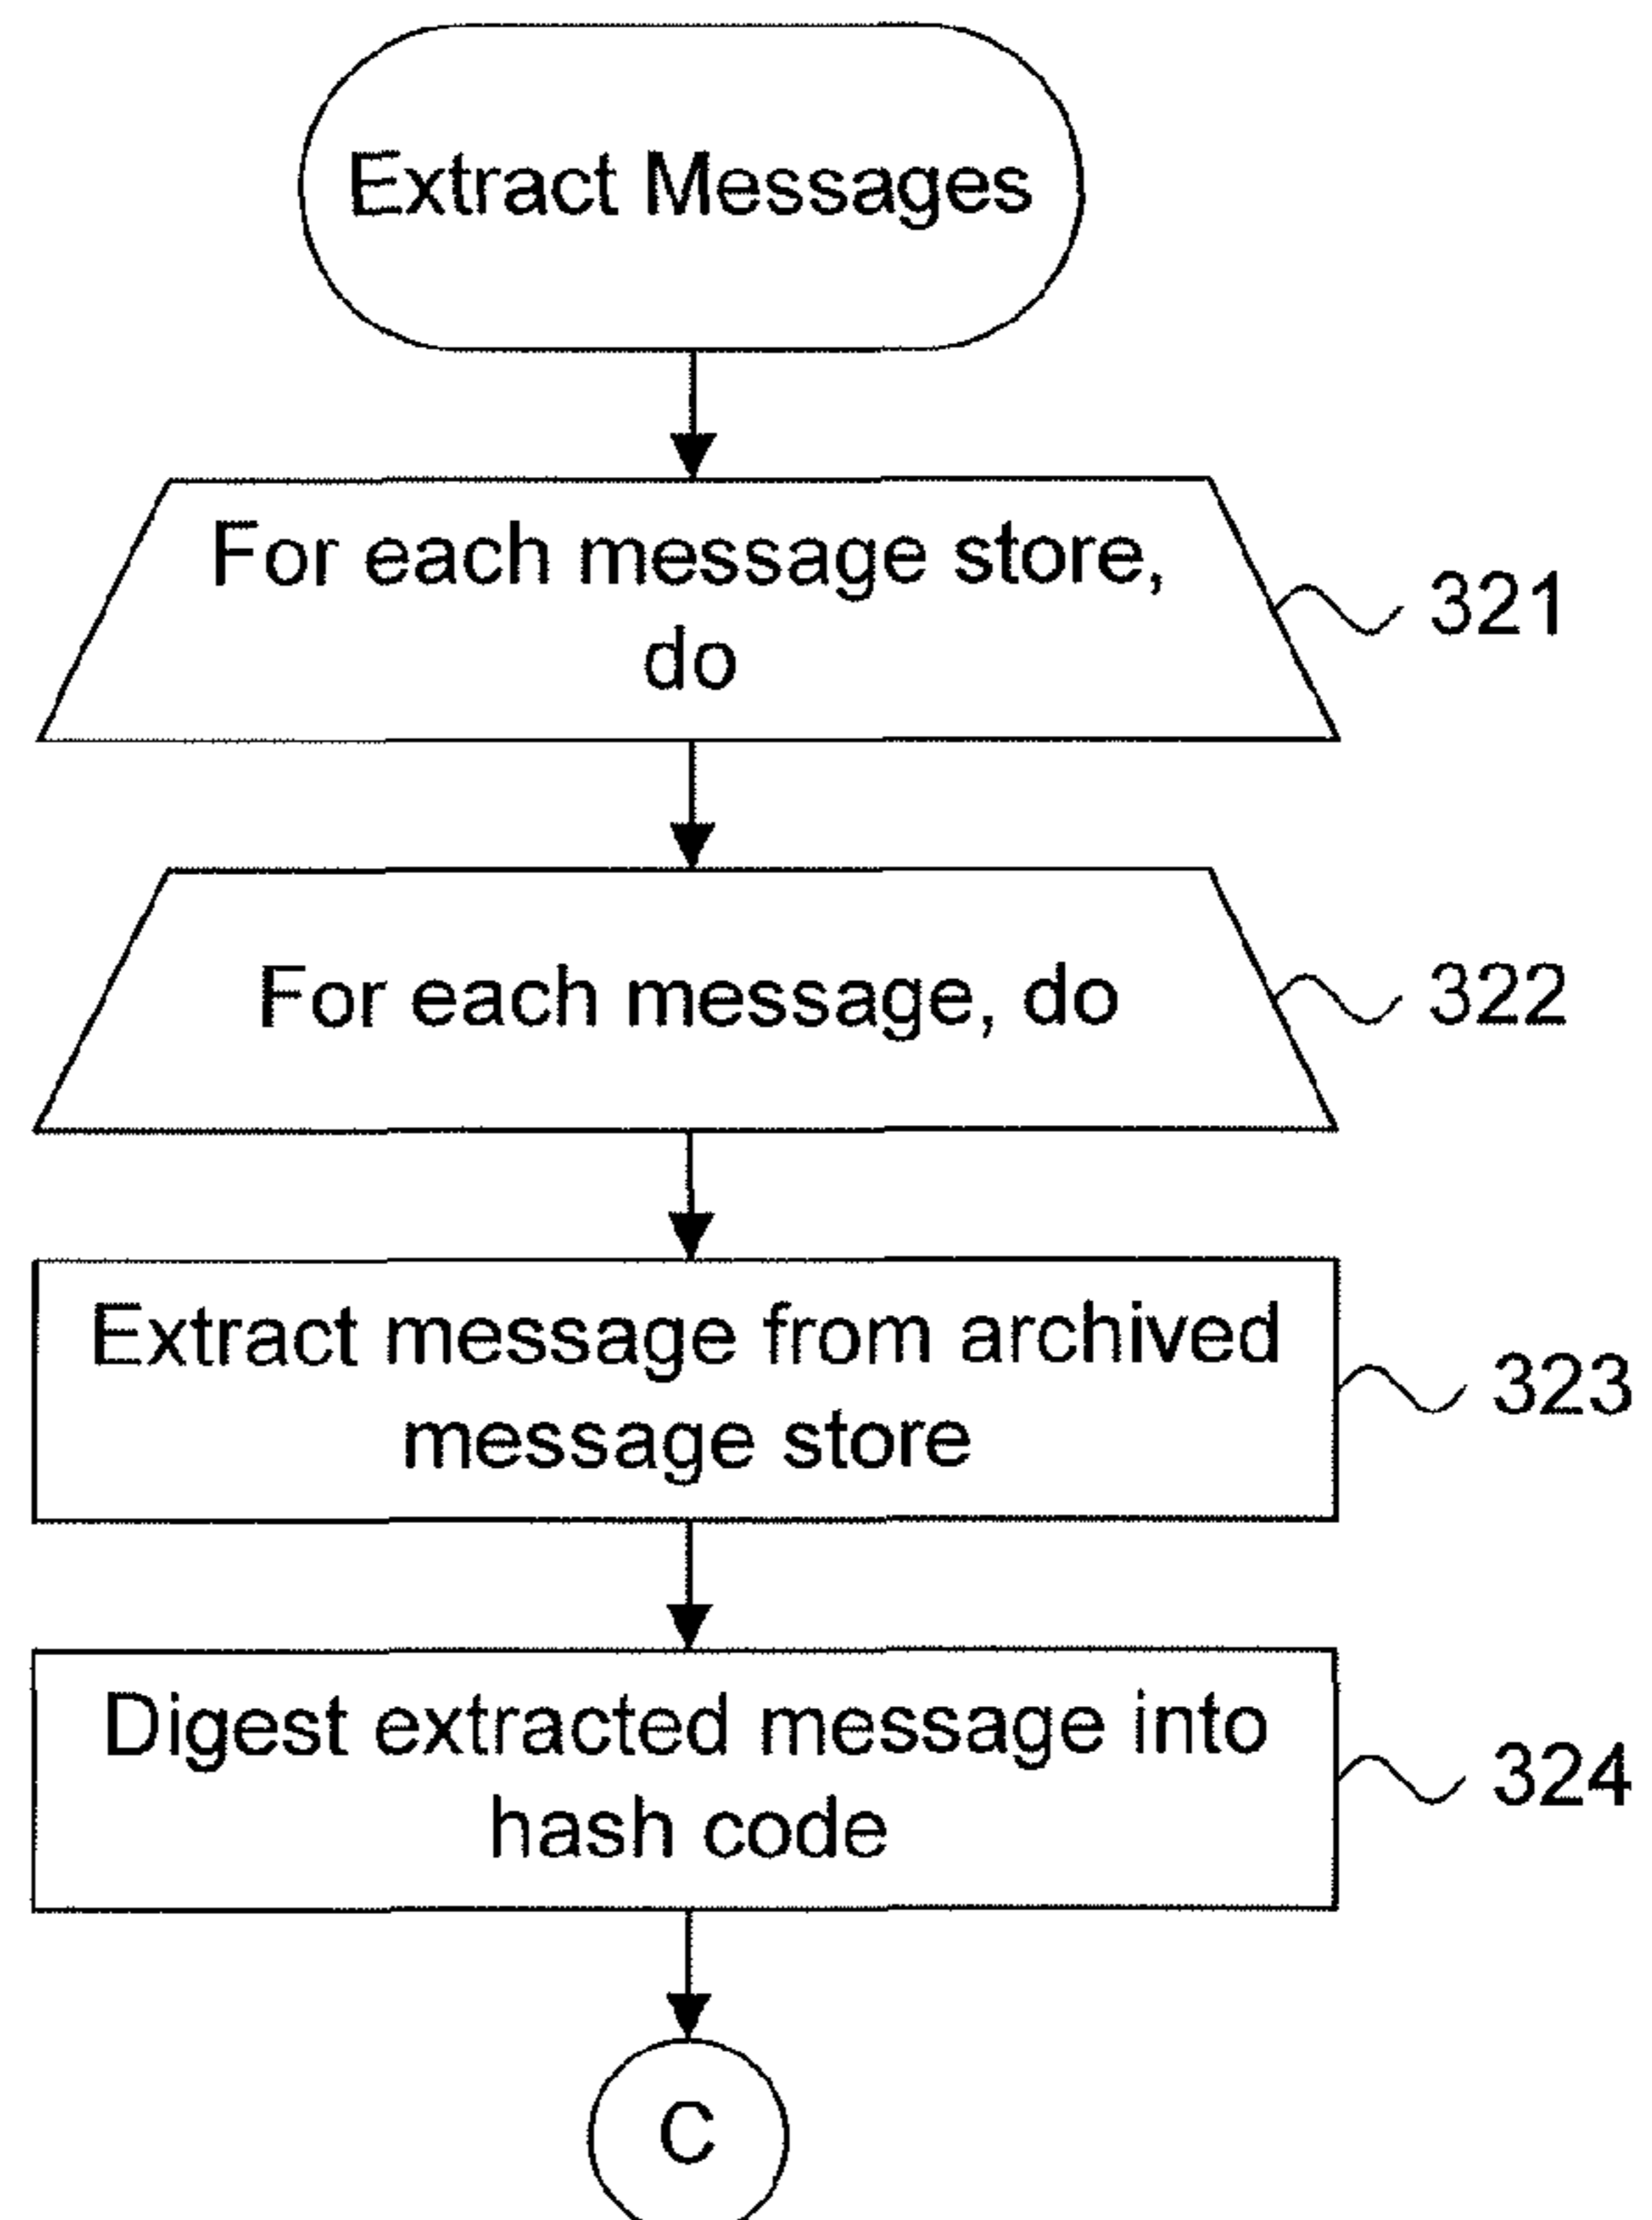 Extract Messages
For each message store,
do
321
For each message, do
322
Extract message from archived
message store
323
Digest extracted message into
hash code
324
C